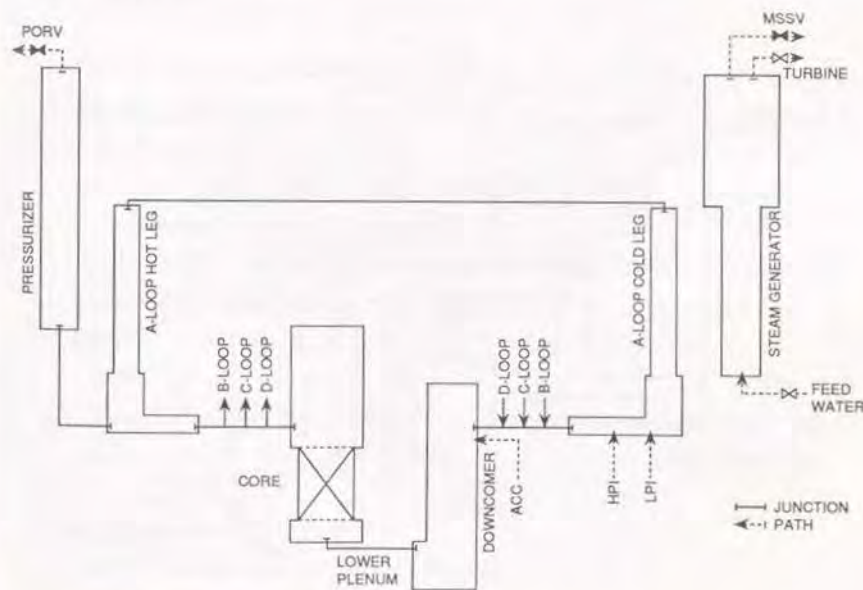 PORV
MSSV
TURBINE
PRESSURIZER
A-LOOP HOT LEG
A-LOOP COLD LEG
STEAM GENERATOR
B-LOOP
C-LOOP
D-LOOP
D-LOOP
C-LOOP
B-LOOP
FEED
WATER
CORE
DOWNCOMER
ACC
HPI
LPI
LOWER
PLENUM
JUNCTION
PATH